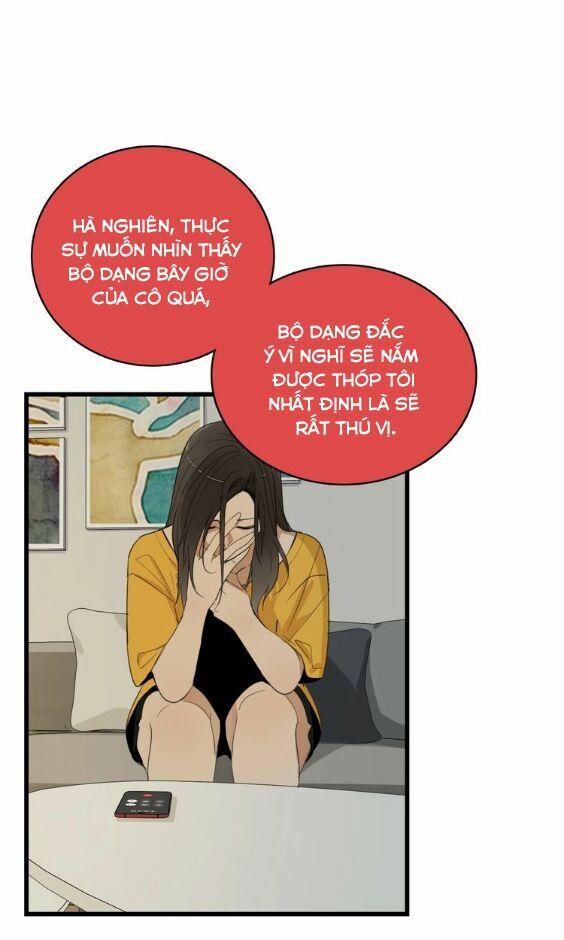 HÀ NGHIÊN, THỰC
SỰ MUỐN NHÌN THẤY
BỘ DẠNG BÂY GIỜ
CỦA CÔ QUÁ,
BỘ DẠNG ĐẮC
Ý VÌ NGHĨ SẼ NẮM
ĐƯỢC THÓP TÔI
NHẤT ĐỊNH LÀ SẼ
RẤT THÚ VỊ.